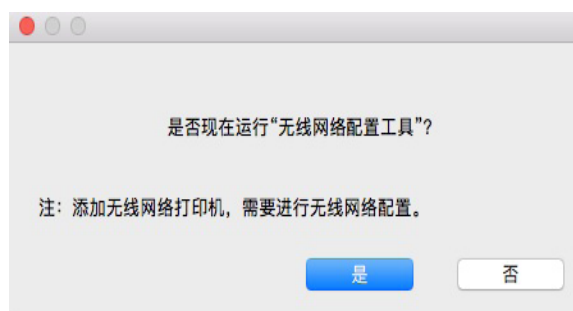 是否现在运行“无线网络配置工具”?
注：添加无线网络打印机，需要进行无线网络配置。
是
否